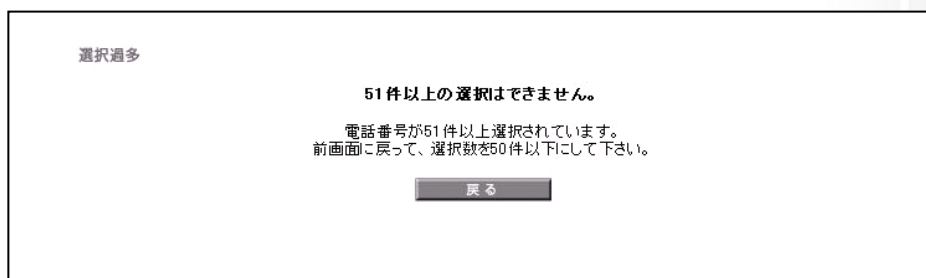 選択過多
51件以上の選択はできません。
電話番号が51件以上選択されています。
前画面に戻って、選択数を50件以下にして下さい。
戻る